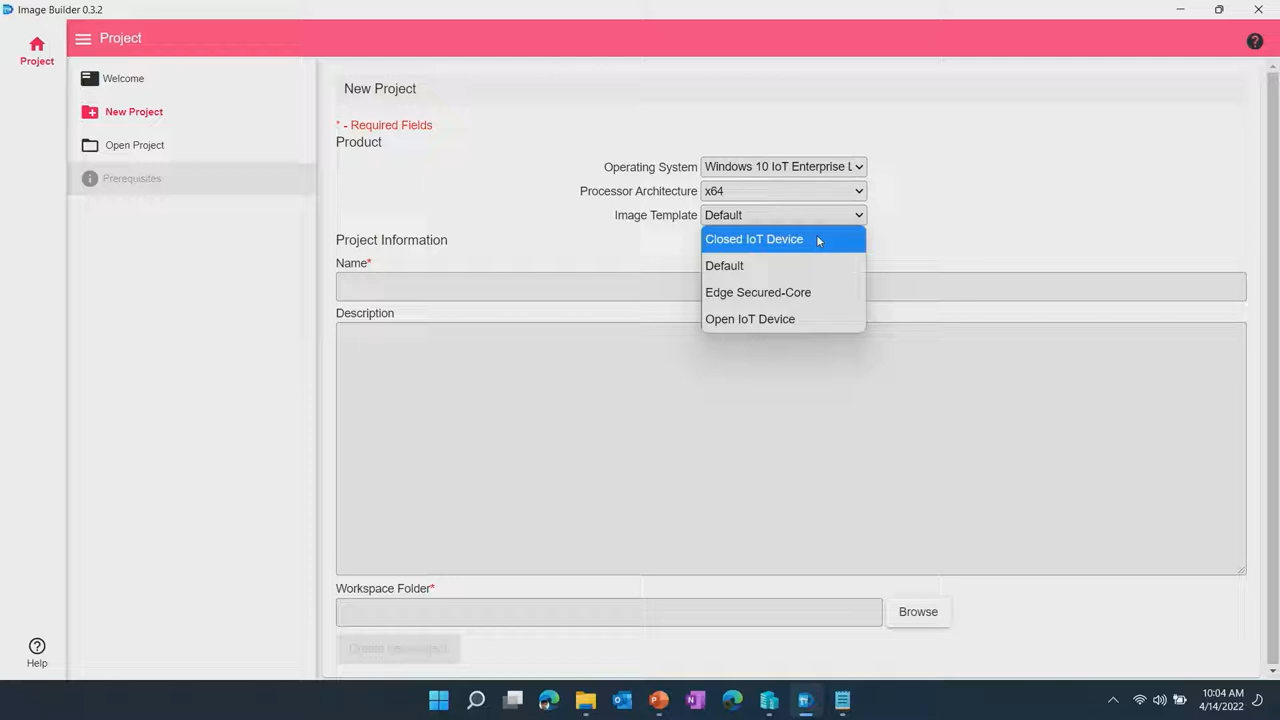 Image Builder 0.3.2
Project
Project
Welcome
New Project
Open Project
Prerequisites
New Project
* - Required Fields
Product
Operating System Windows 10 IoT Enterprise L
Processor Architecture x64
Image Template Default
Closed IoT Device
Default
Edge Secured-Core
Open IoT Device
Project Information
Name*
Description
Workspace Folder*
Browse
Help
10:04 AM
4/14/2022